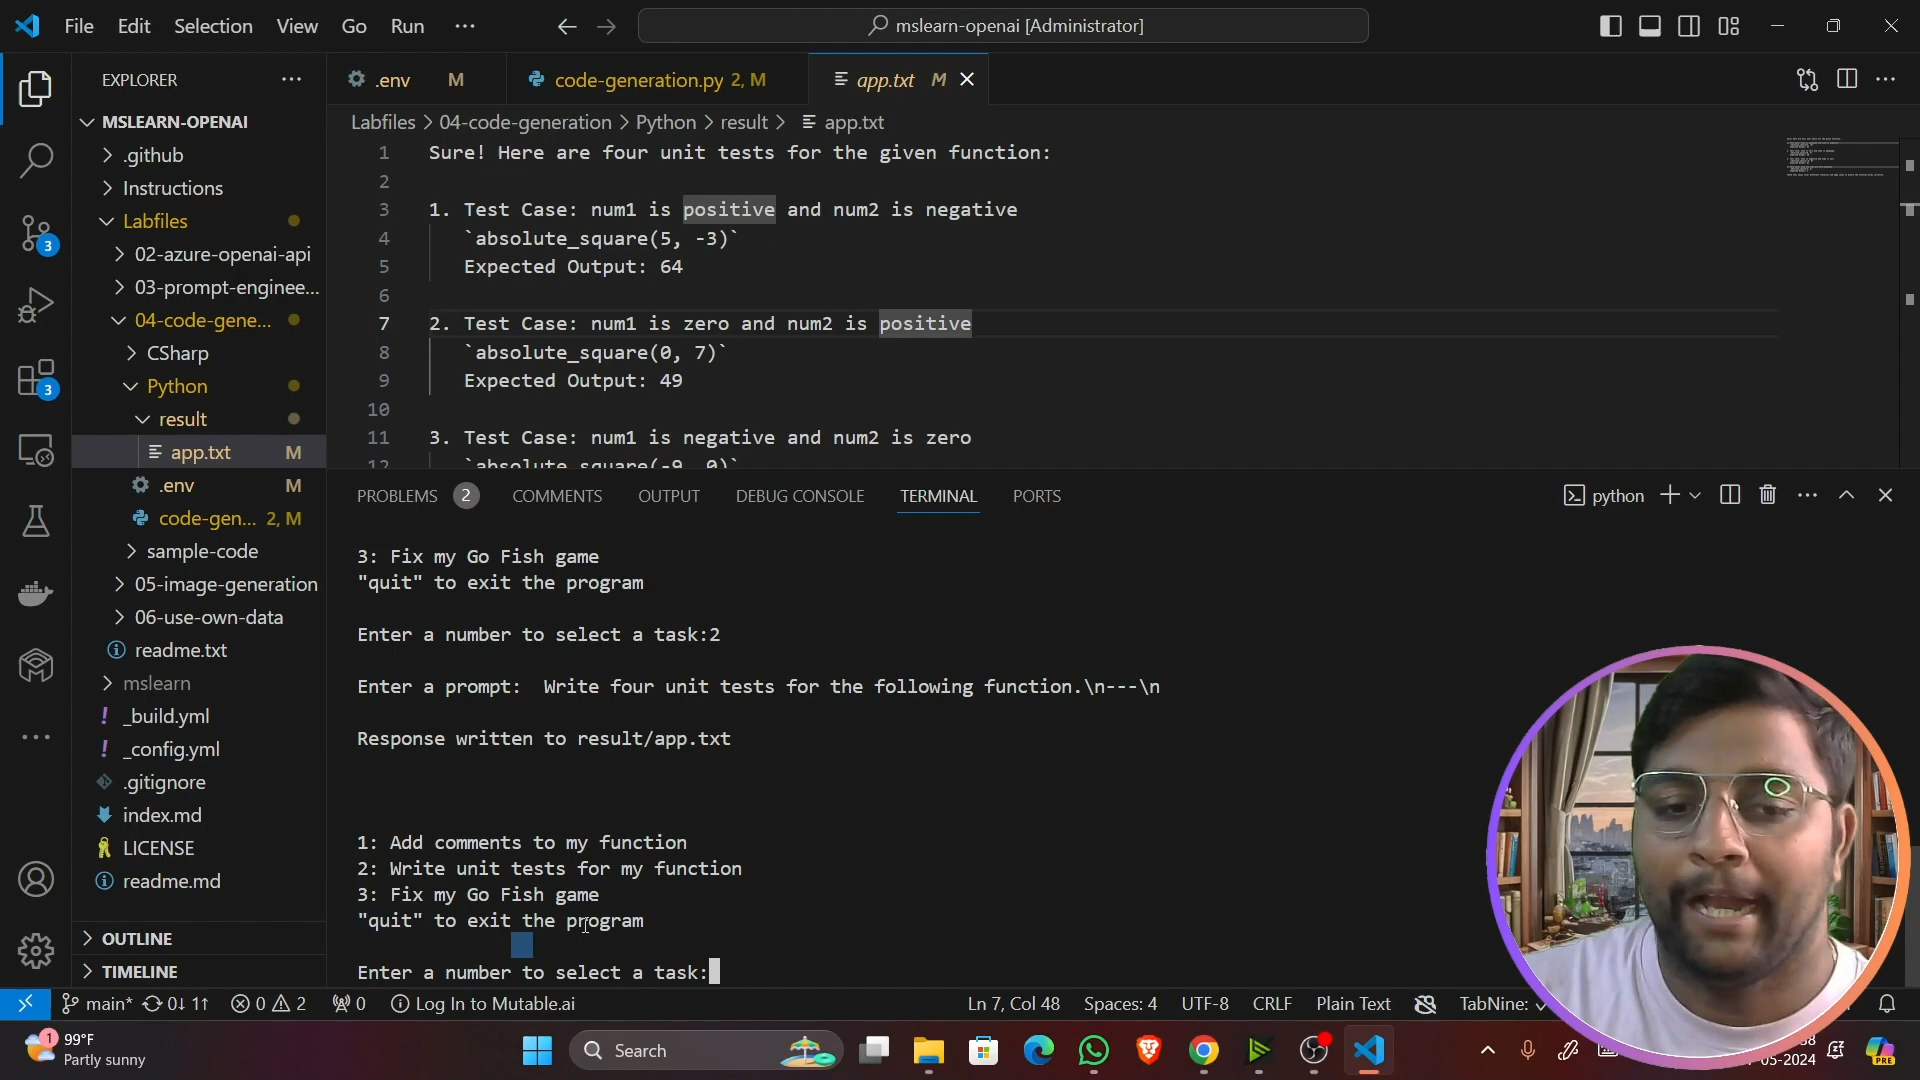 File Edit Selection View Go Run ···
mslearn-openai [Administrator]
EXPLORER
.env M
code-generation.py 2, M
app.txt M
MSLEARN-OPENAI
.github
Instructions
Labfiles
02-azure-openai-api
03-prompt-enginee...
04-code-gene...
CSharp
Python
result
app.txt M
.env M
code-gen... 2, M
sample-code
05-image-generation
06-use-own-data
readme.txt
mslearn
_build.yml
_config.yml
.gitignore
index.md
LICENSE
readme.md
OUTLINE
TIMELINE
3
3
Labfiles > 04-code-generation > Python > result > app.txt
1 Sure! Here are four unit tests for the given function:
2
3 1. Test Case: num1 is positive and num2 is negative
4 `absolute_square(5, -3)`
5 Expected Output: 64
6
7 2. Test Case: num1 is zero and num2 is positive
8 `absolute_square(0, 7)`
9 Expected Output: 49
10
11 3. Test Case: num1 is negative and num2 is zero
12 `absolute_square(-9, 0)`
PROBLEMS 2 COMMENTS OUTPUT DEBUG CONSOLE TERMINAL PORTS
python
3: Fix my Go Fish game
"quit" to exit the program
Enter a number to select a task:2
Enter a prompt: Write four unit tests for the following function.\n---\n
Response written to result/app.txt
1: Add comments to my function
2: Write unit tests for my function
3: Fix my Go Fish game
"quit" to exit the program
Enter a number to select a task:
main* 0↓ 1↑ 0 2 0 Log In to Mutable.ai
Ln 7, Col 48 Spaces: 4 UTF-8 CRLF Plain Text TabNine:
1
99°F
Partly sunny
Search
05-2024
PRE